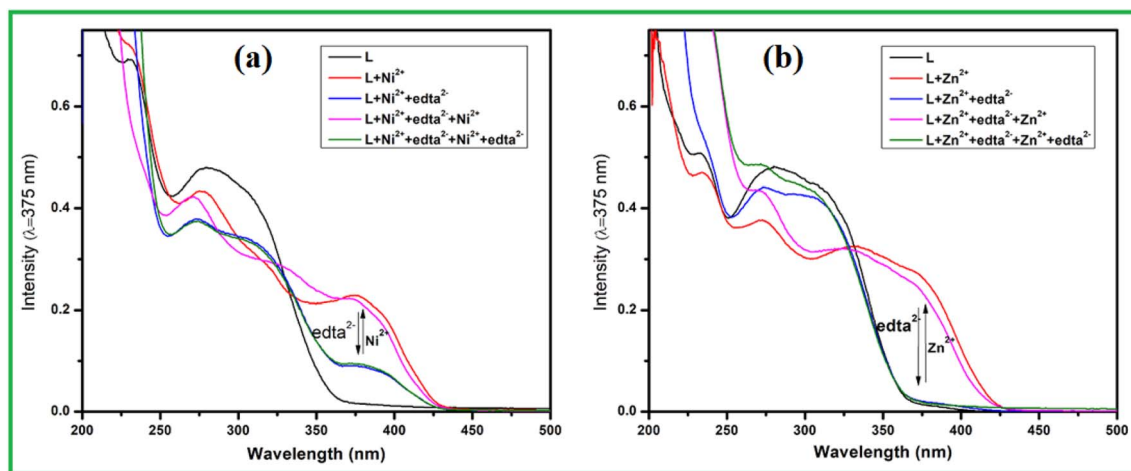 (a)
L
L+Ni²⁺
L+Ni²⁺+edta²⁻
L+Ni²⁺+edta²⁻+Ni²⁺
L+Ni²⁺+edta²⁻+Ni²⁺+edta²⁻
0.6
0.4
0.2
0.0
Intensity (λ=375 nm)
edta²⁻
Ni²⁺
200 250 300 350 400 450 500
Wavelength (nm)
(b)
L
L+Zn²⁺
L+Zn²⁺+edta²⁻
L+Zn²⁺+edta²⁻+Zn²⁺
L+Zn²⁺+edta²⁻+Zn²⁺+edta²⁻
0.6
0.4
0.2
0.0
Intensity (λ=375 nm)
edta²⁻
Zn²⁺
200 250 300 350 400 450 500
Wavelength (nm)